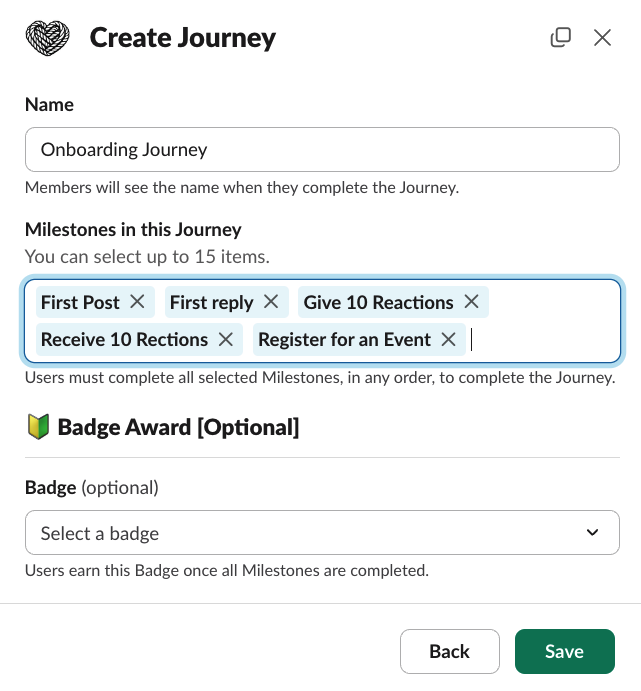 Create Journey
Name
Onboarding Journey
Members will see the name when they complete the Journey.
Milestones in this Journey
You can select up to 15 items.
First Post First reply Give 10 Reactions
Receive 10 Rections Register for an Event
Users must complete all selected Milestones, in any order, to complete the Journey.
Badge Award [Optional]
Badge (optional)
Select a badge
Users earn this Badge once all Milestones are completed.
Back Save